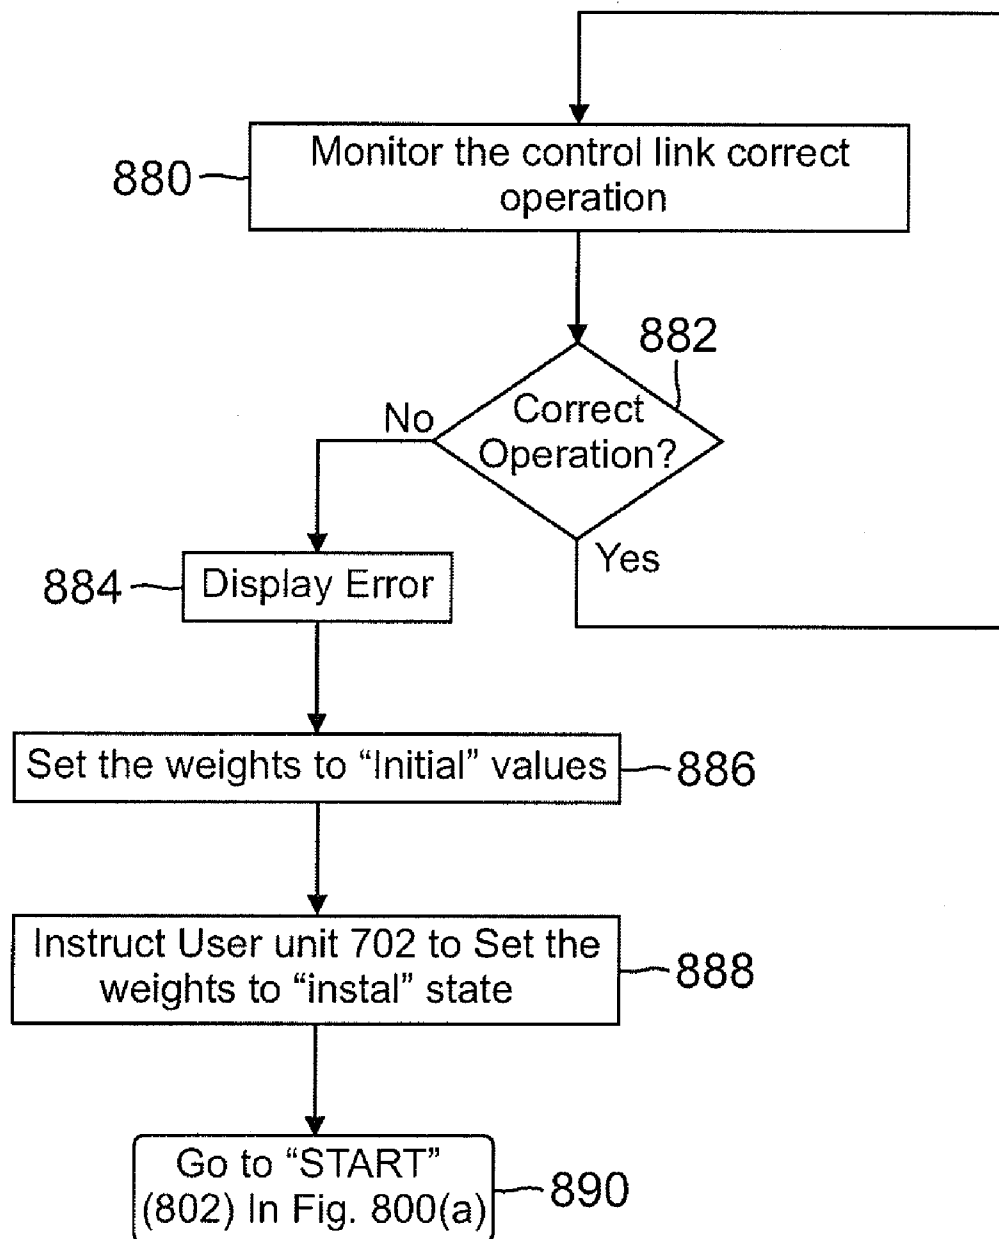 Monitor the control link correct
operation
880
882
Correct
Operation?
No
Yes
884
Display Error
Set the weights to “Initial” values
886
Instruct User unit 702 to Set the
weights to “instal” state
888
Go to “START”
(802) In Fig. 800(a)
890